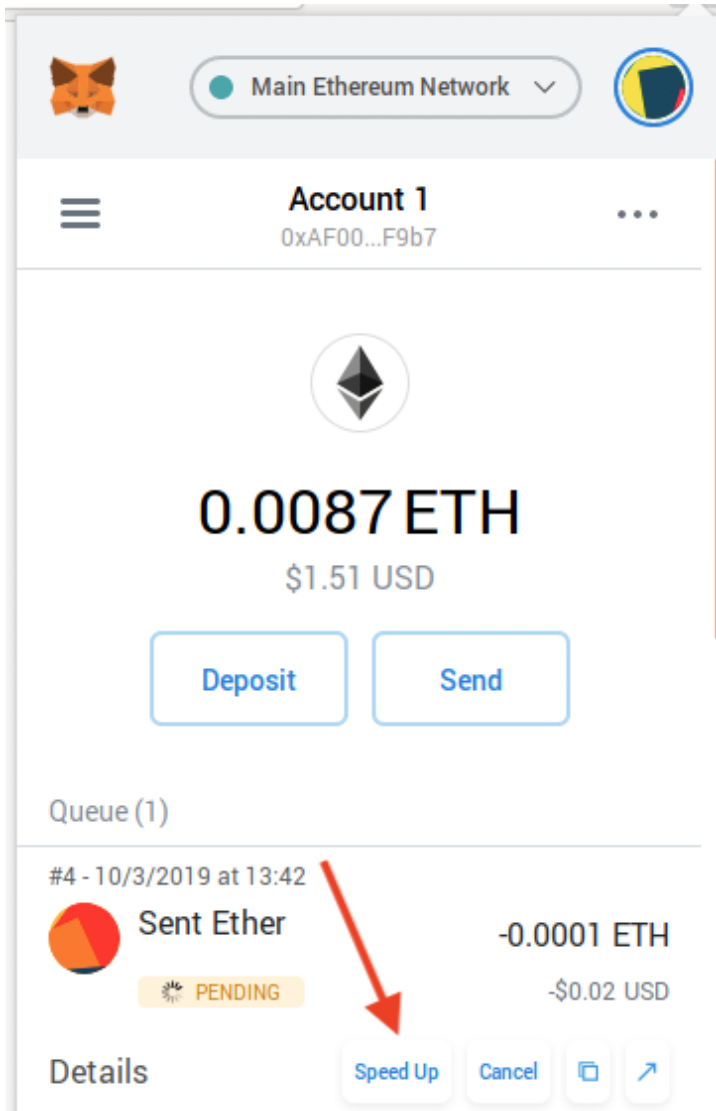 Main Ethereum Network
Account 1
0xAF00...F9b7
0.0087 ETH
$1.51 USD
Deposit Send
Queue (1)
#4 - 10/3/2019 at 13:42
Sent Ether -0.0001 ETH
PENDING -$0.02 USD
Details Speed Up Cancel